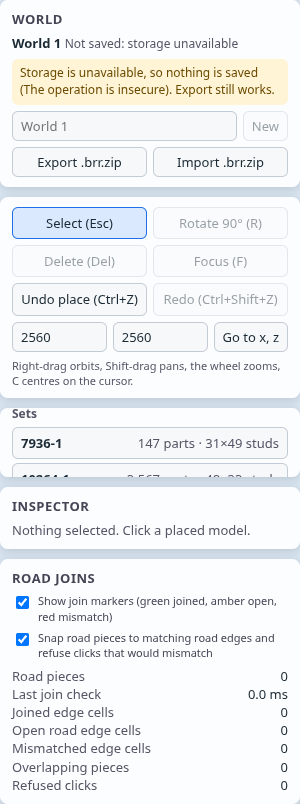 WORLD
World 1 Not saved: storage unavailable
Storage is unavailable, so nothing is saved
(The operation is insecure). Export still works.
World 1 New
Export .brr.zip Import .brr.zip
Select (Esc) Rotate 90° (R)
Delete (Del) Focus (F)
Undo place (Ctrl+Z) Redo (Ctrl+Shift+Z)
2560 2560 Go to x, z
Right-drag orbits, Shift-drag pans, the wheel zooms,
C centres on the cursor.
Sets
7936-1 147 parts · 31×49 studs
INSPECTOR
Nothing selected. Click a placed model.
ROAD JOINS
Show join markers (green joined, amber open,
red mismatch)
Snap road pieces to matching road edges and
refuse clicks that would mismatch
Road pieces 0
Last join check 0.0 ms
Joined edge cells 0
Open road edge cells 0
Mismatched edge cells 0
Overlapping pieces 0
Refused clicks 0